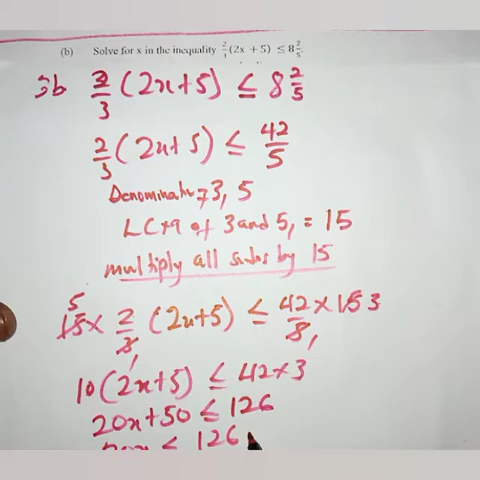 (b) Solve for x in the inequality 2/3 (2x + 5) ≤ 8 2/5.
3b 2/3 (2x+5) ≤ 8 2/5
2/3 (2x+5) ≤ 42/5
Denominator ⇒ 3, 5
LCM of 3 and 5, = 15
multiply all sides by 15
5
15 × 2/3, 1 (2x+5) ≤ 42/5, 1 × 15 3
10(2x+5) ≤ 42×3
20x+50 ≤ 126
20x ≤ 126